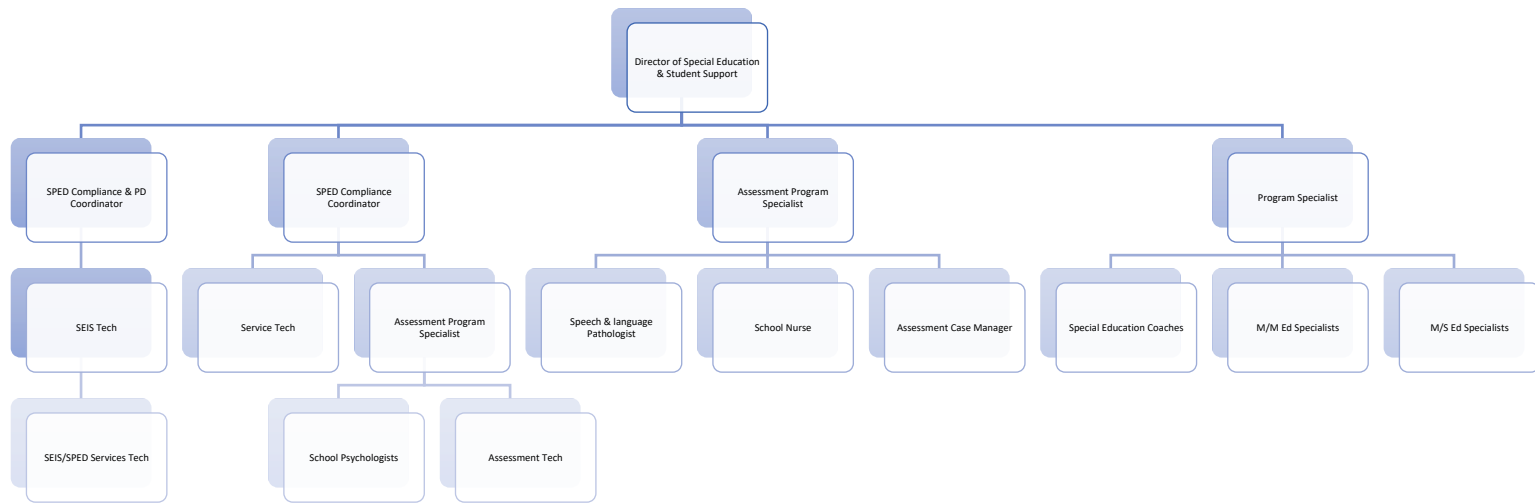 Director of Special Education
& Student Support
SPED Compliance & PD
Coordinator
SPED Compliance
Coordinator
Assessment Program
Specialist
Program Specialist
SEIS Tech
Service Tech
Assessment Program
Specialist
Speech & language
Pathologist
School Nurse
Assessment Case Manager
Special Education Coaches
M/M Ed Specialists
M/S Ed Specialists
SEIS/SPED Services Tech
School Psychologists
Assessment Tech